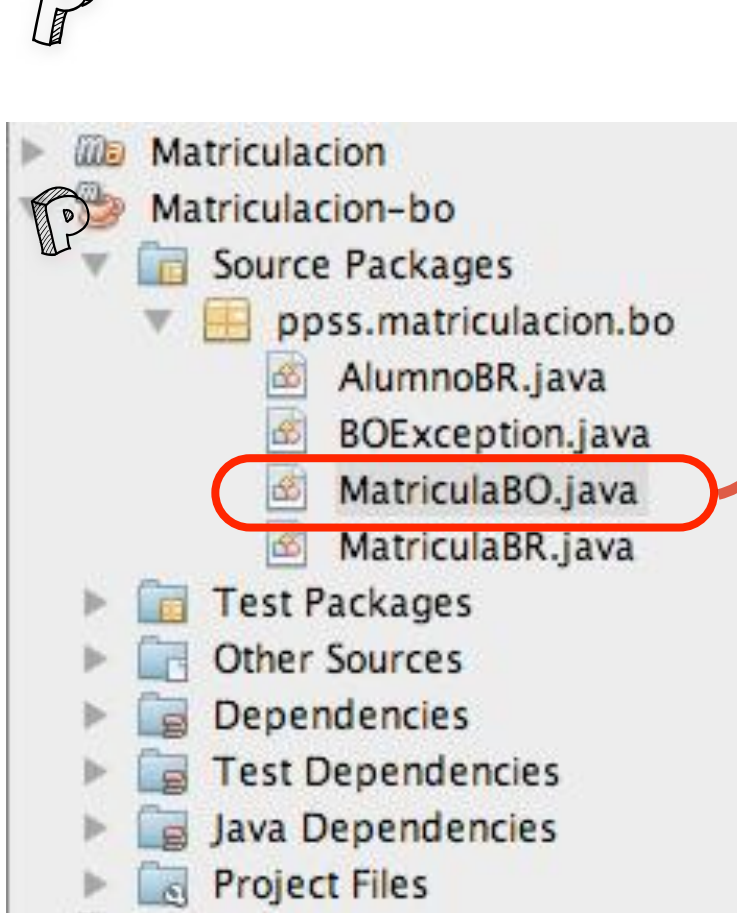 P
ma Matriculacion
P Matriculacion-bo
Source Packages
ppss.matriculacion.bo
AlumnoBR.java
BOException.java
MatriculaBO.java
MatriculaBR.java
Test Packages
Other Sources
Dependencies
Test Dependencies
Java Dependencies
Project Files